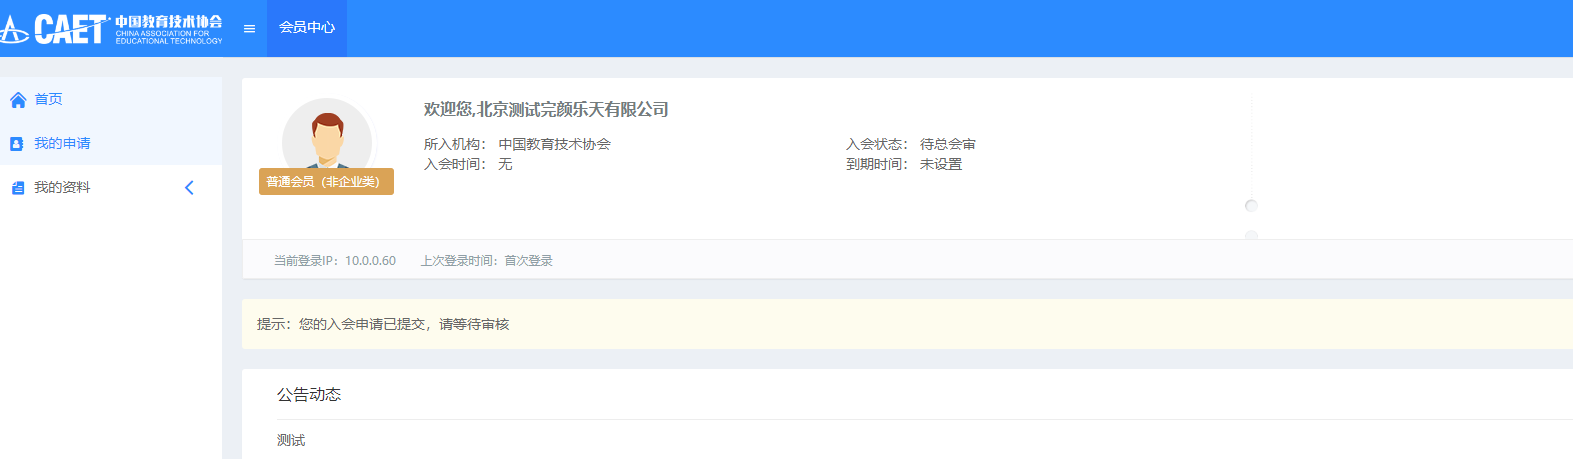 CAET 中国教育技术协会
CHINA ASSOCIATION FOR
EDUCATIONAL TECHNOLOGY
会员中心
首页
我的申请
我的资料
欢迎您,北京测试完颜乐天有限公司
所入机构： 中国教育技术协会
入会状态： 待总会审
入会时间： 无
到期时间： 未设置
普通会员（非企业类）
当前登录IP：10.0.0.60 上次登录时间：首次登录
提示：您的入会申请已提交，请等待审核
公告动态
测试